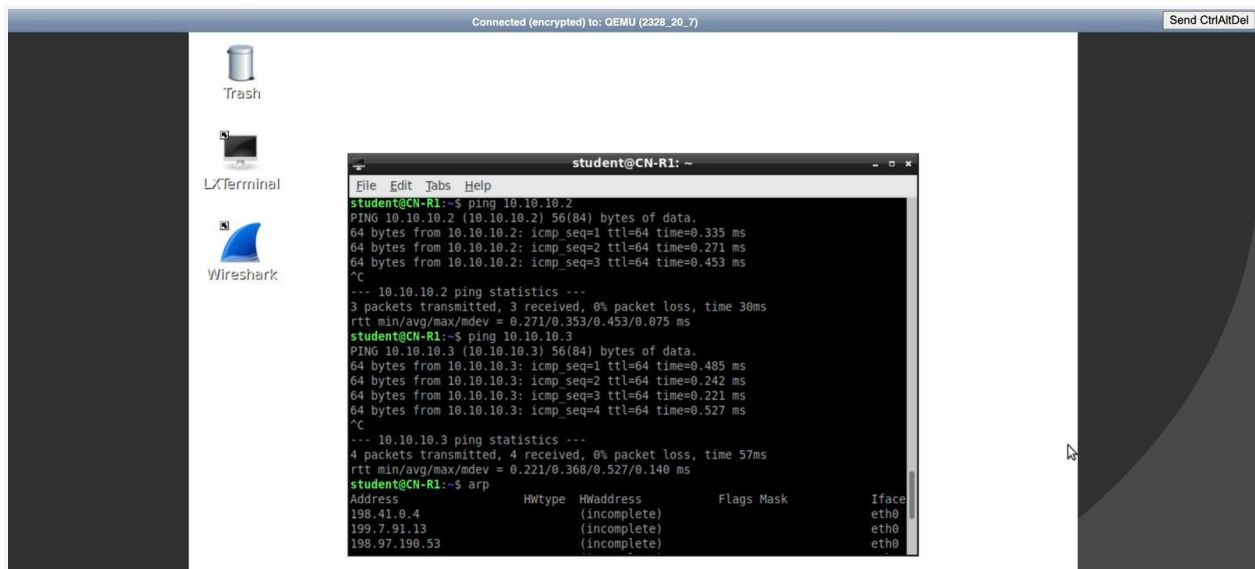 Connected (encrypted) to: QEMU (2328_20_7)
Send CtrlAltDel
Trash
LXTerminal
Wireshark
student@CN-R1: ~
File Edit Tabs Help
student@CN-R1:~$ ping 10.10.10.2
PING 10.10.10.2 (10.10.10.2) 56(84) bytes of data.
64 bytes from 10.10.10.2: icmp_seq=1 ttl=64 time=0.335 ms
64 bytes from 10.10.10.2: icmp_seq=2 ttl=64 time=0.271 ms
64 bytes from 10.10.10.2: icmp_seq=3 ttl=64 time=0.453 ms
^C
--- 10.10.10.2 ping statistics ---
3 packets transmitted, 3 received, 0% packet loss, time 30ms
rtt min/avg/max/mdev = 0.271/0.353/0.453/0.075 ms
student@CN-R1:~$ ping 10.10.10.3
PING 10.10.10.3 (10.10.10.3) 56(84) bytes of data.
64 bytes from 10.10.10.3: icmp_seq=1 ttl=64 time=0.485 ms
64 bytes from 10.10.10.3: icmp_seq=2 ttl=64 time=0.242 ms
64 bytes from 10.10.10.3: icmp_seq=3 ttl=64 time=0.221 ms
64 bytes from 10.10.10.3: icmp_seq=4 ttl=64 time=0.527 ms
^C
--- 10.10.10.3 ping statistics ---
4 packets transmitted, 4 received, 0% packet loss, time 57ms
rtt min/avg/max/mdev = 0.221/0.368/0.527/0.140 ms
student@CN-R1:~$ arp
Address HWtype HWaddress Flags Mask Iface
198.41.0.4 (incomplete) eth0
199.7.91.13 (incomplete) eth0
198.97.190.53 (incomplete) eth0